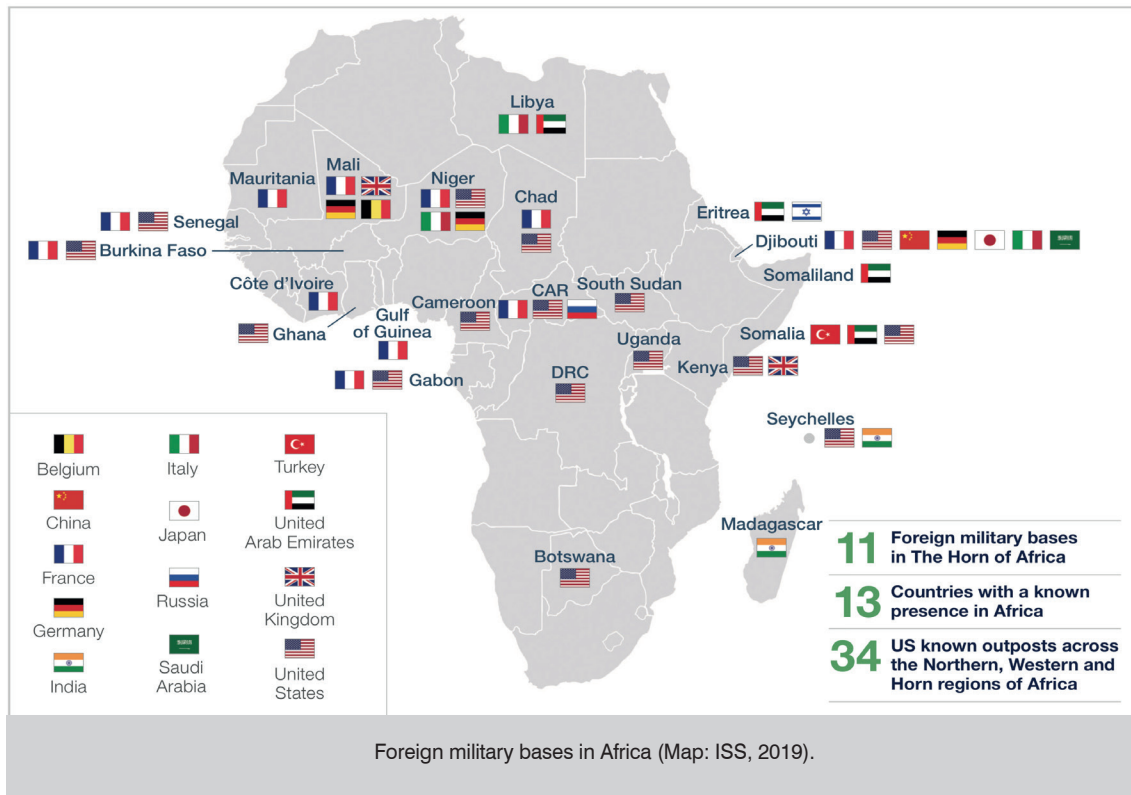 Libya
Mali
Mauritania
Niger
Chad
Senegal
Burkina Faso
Eritrea
Djibouti
Somaliland
Côte d’Ivoire
Ghana
Gulf
of Guinea
Cameroon
CAR
South Sudan
Gabon
DRC
Uganda
Kenya
Somalia
Seychelles
Madagascar
Botswana
Belgium
China
France
Germany
India
Italy
Japan
Russia
Saudi
Arabia
Turkey
United
Arab Emirates
United
Kingdom
United
States
11 Foreign military bases
in The Horn of Africa
13 Countries with a known
presence in Africa
34 US known outposts across
the Northern, Western and
Horn regions of Africa
Foreign military bases in Africa (Map: ISS, 2019).